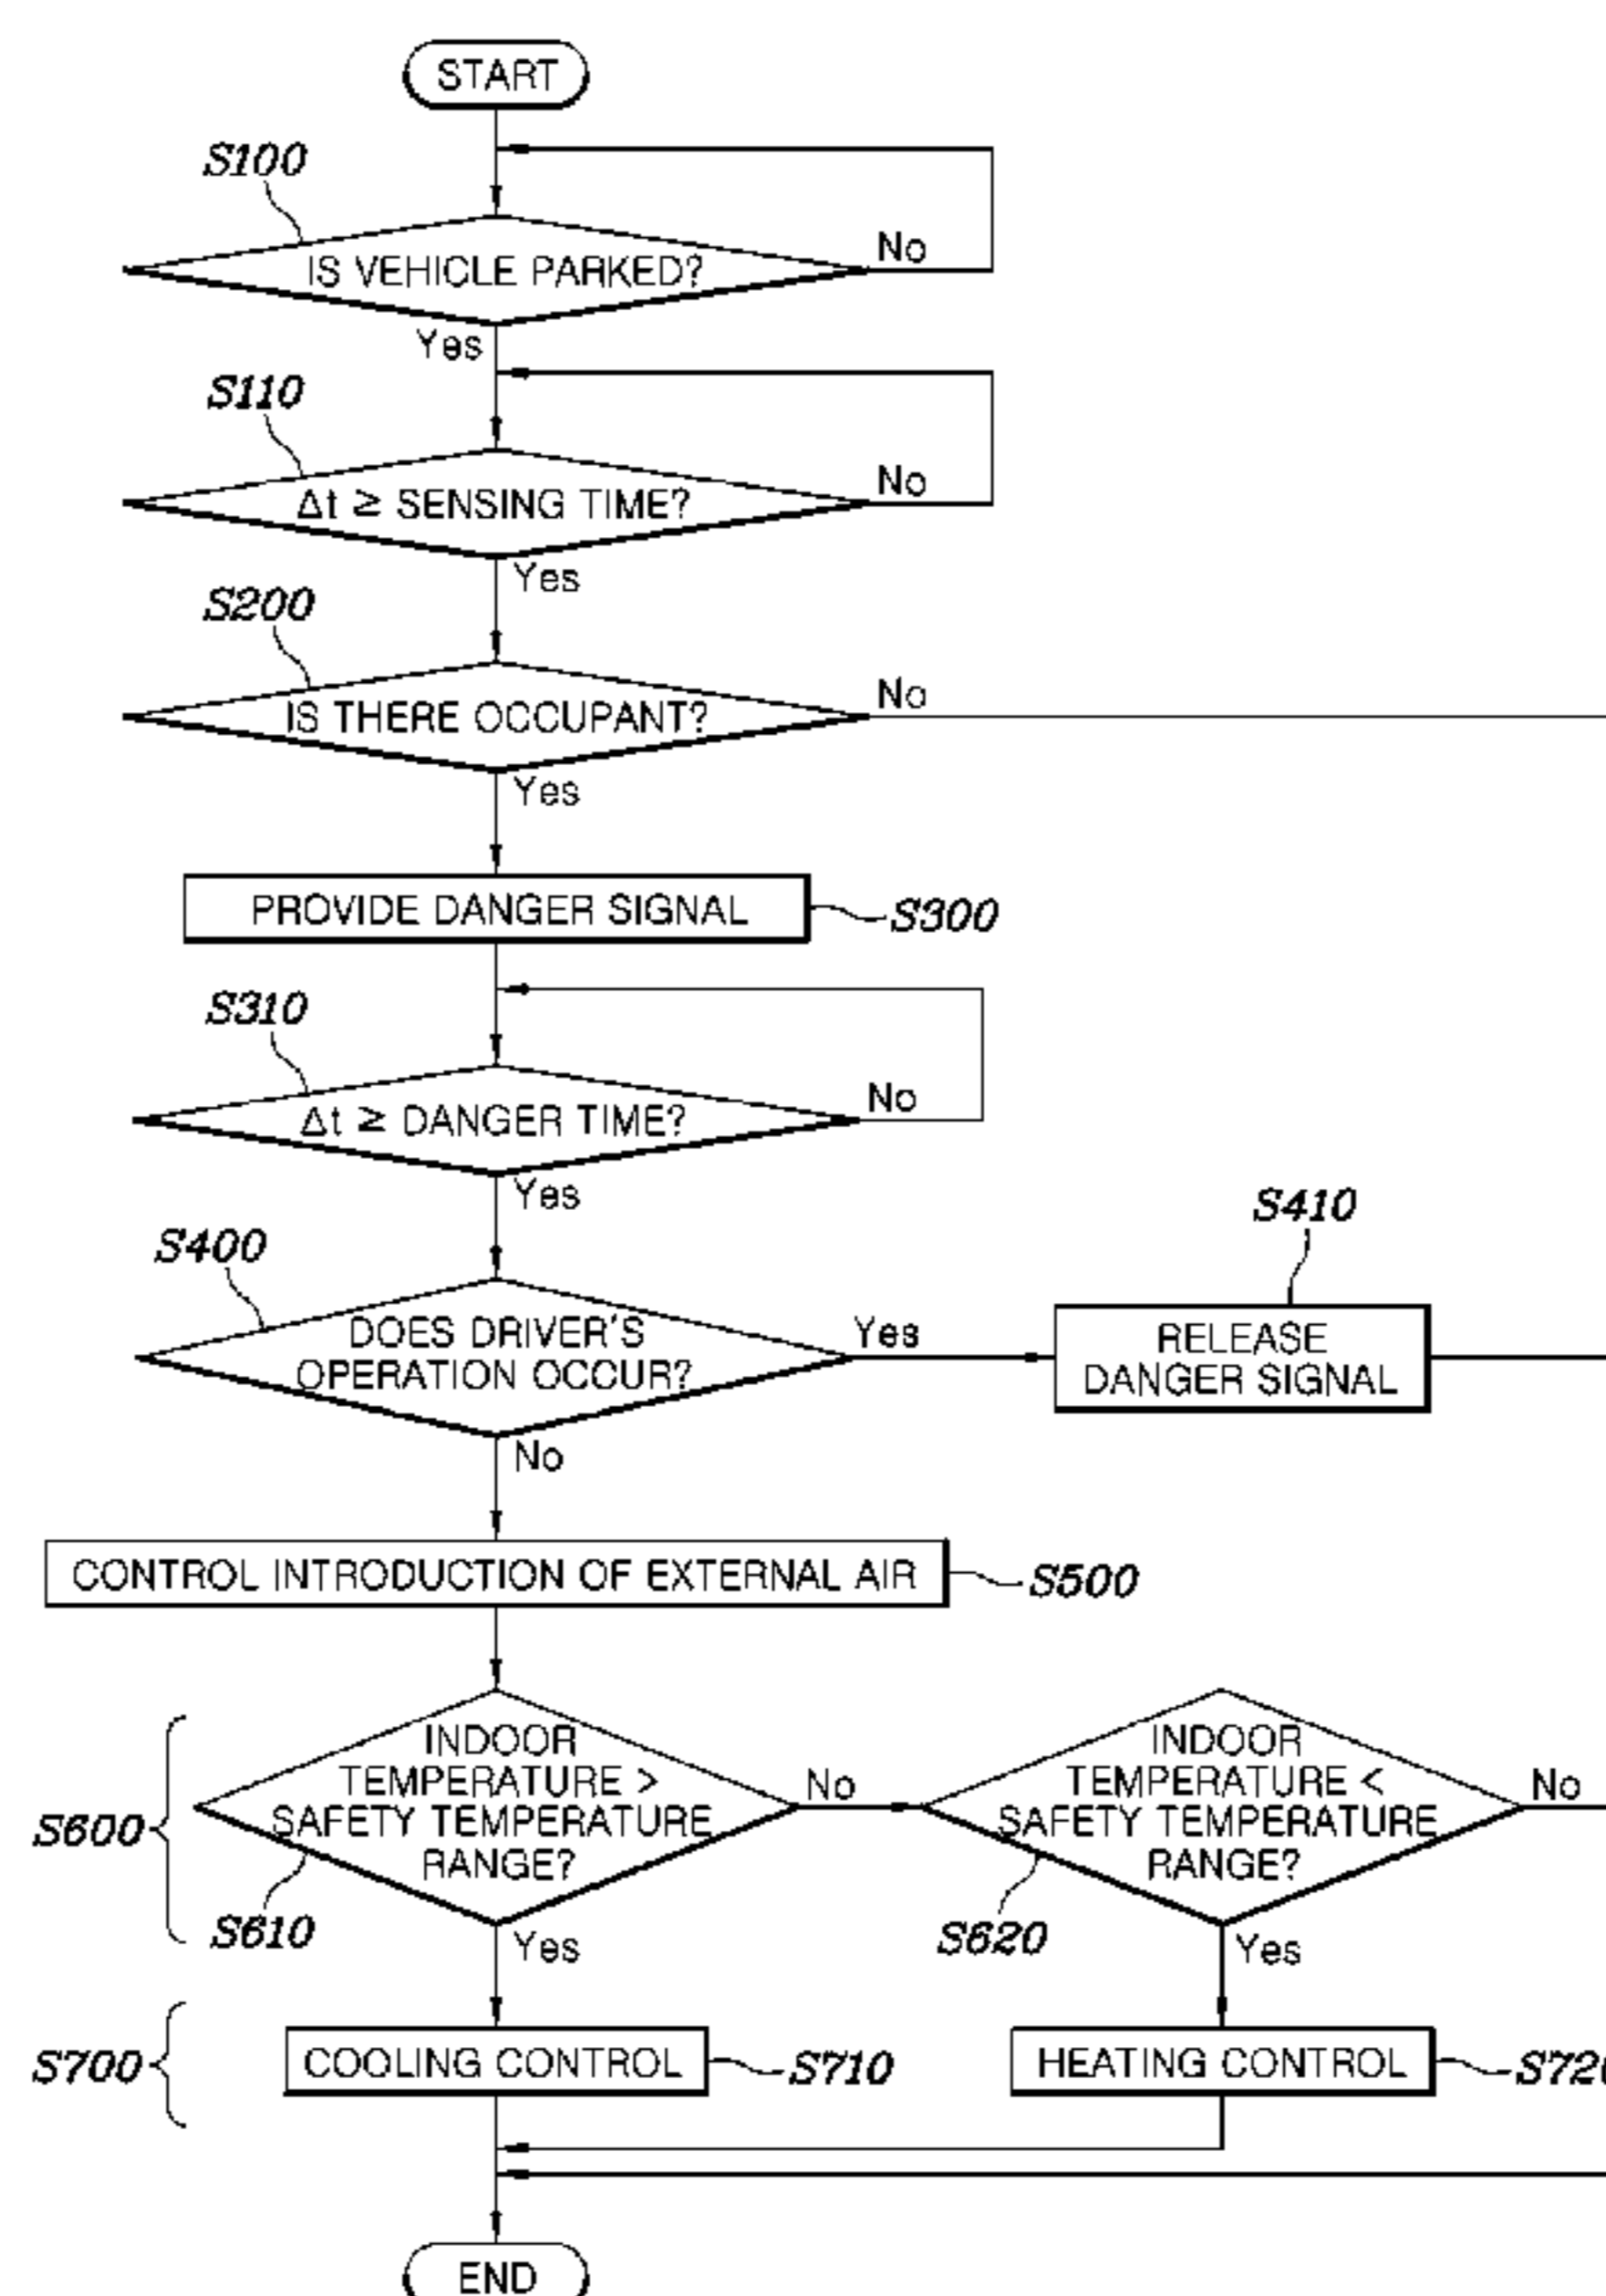 START
S100
IS VEHICLE PARKED?
No
Yes
S110
Δt ≥ SENSING TIME?
No
Yes
S200
IS THERE OCCUPANT?
No
Yes
PROVIDE DANGER SIGNAL
S300
S310
Δt ≥ DANGER TIME?
No
Yes
S410
S400
DOES DRIVER'S
OPERATION OCCUR?
Yes
RELEASE
DANGER SIGNAL
No
CONTROL INTRODUCTION OF EXTERNAL AIR
S500
S600
INDOOR
TEMPERATURE >
SAFETY TEMPERATURE
RANGE?
No
S610
Yes
INDOOR
TEMPERATURE <
SAFETY TEMPERATURE
RANGE?
No
S620
Yes
S700
COOLING CONTROL
S710
HEATING CONTROL
S720
END